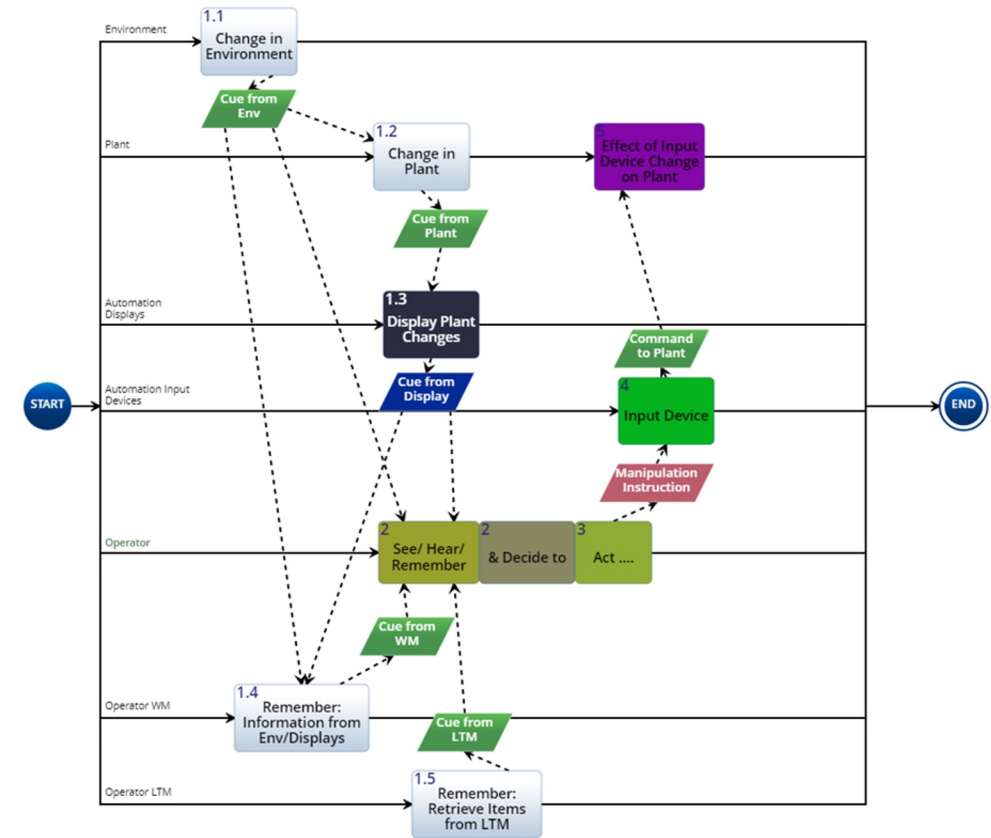 1.1
Environment
Change in
Environment
Cue from
Env
1.2
Plant
Change in
Plant
5
Effect of Input
Device Change
on Plant
Cue from
Plant
1.3
Automation
Displays
Display Plant
Changes
Command
to Plant
Cue from
Display
4
Automation Input
Devices
START
Input Device
END
Manipulation
Instruction
Operator
2
See/ Hear/
Remember
2
& Decide to
3
Act ....
Cue from
WM
1.4
Operator WM
Remember:
Information from
Env/Displays
Cue from
LTM
1.5
Operator LTM
Remember:
Retrieve Items
from LTM